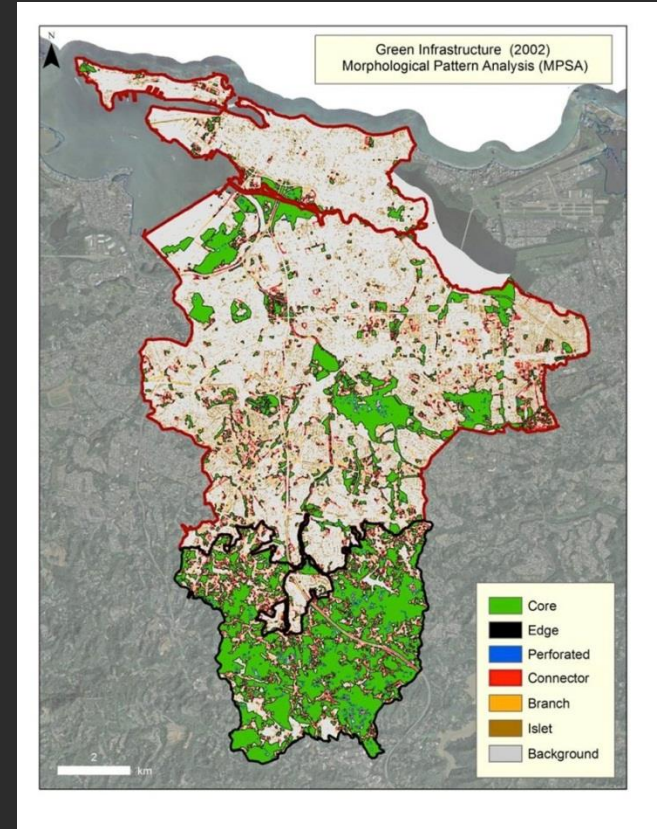 N
Green Infrastructure (2002)
Morphological Pattern Analysis (MPSA)
Core
Edge
Perforated
Connector
Branch
Islet
Background
2
km